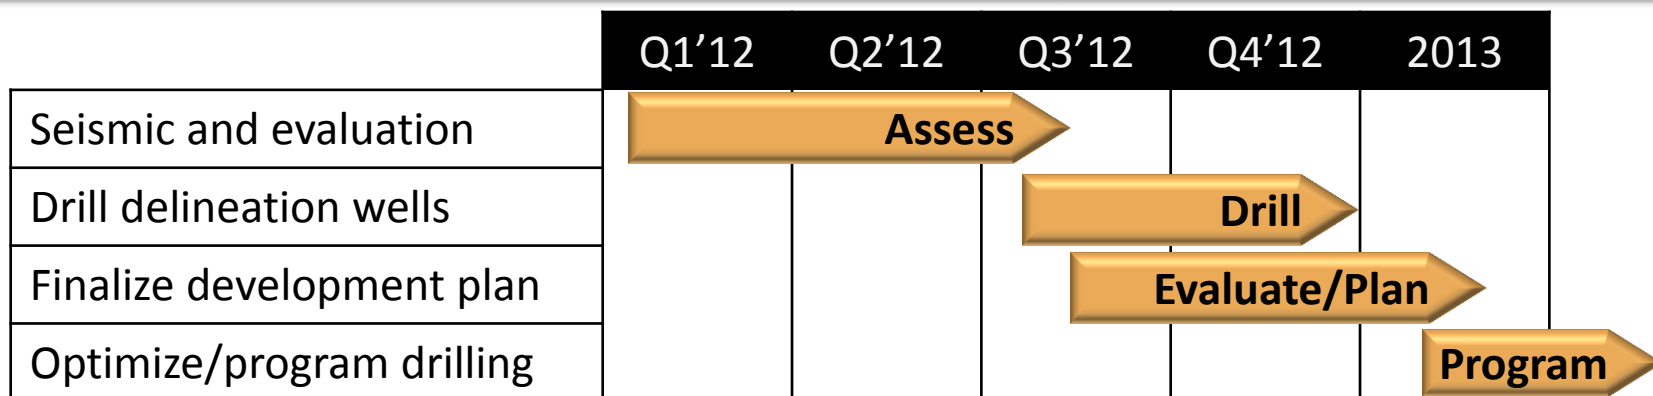 Q1’12 Q2’12 Q3’12 Q4’12 2013
Seismic and evaluation Assess
Drill delineation wells Drill
Finalize development plan Evaluate/Plan
Optimize/program drilling Program